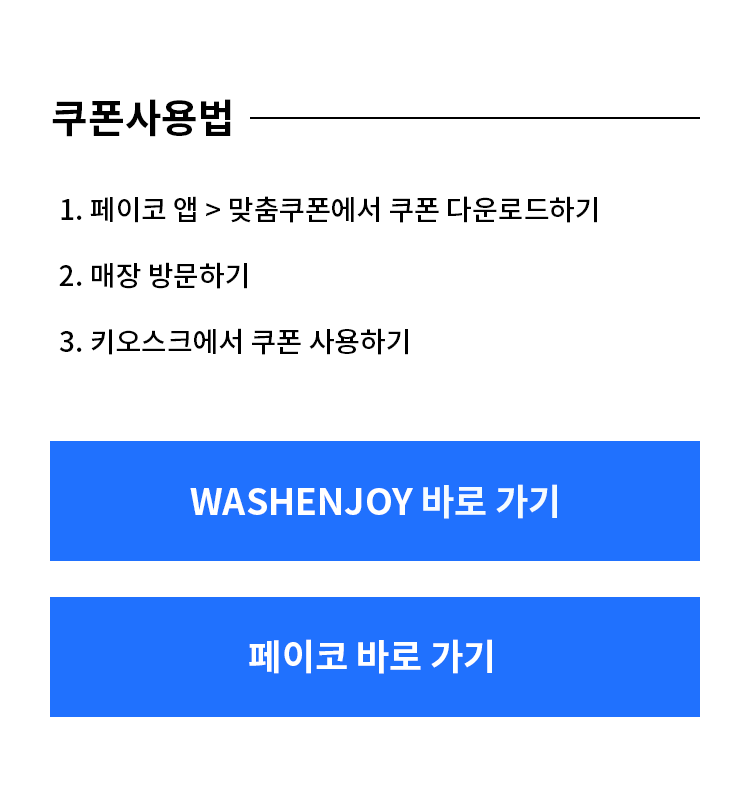 쿠폰사용법
1. 페이코 앱 > 맞춤쿠폰에서 쿠폰 다운로드하기
2. 매장 방문하기
3. 키오스크에서 쿠폰 사용하기
WASHENJOY 바로 가기
페이코 바로 가기